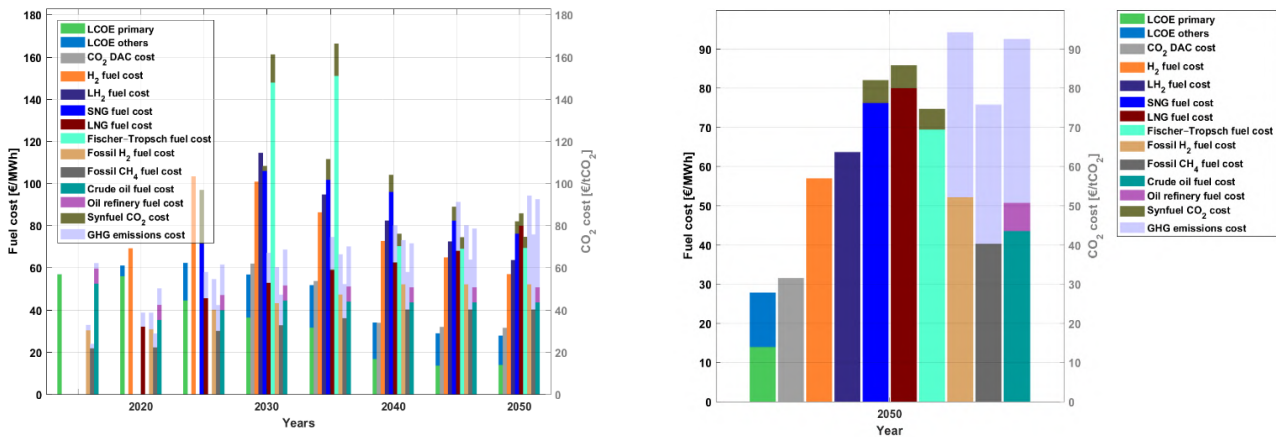 180
160
140
120
100
80
60
40
20
0
Fuel cost [€/MWh]
LCOE primary
LCOE others
CO2 DAC cost
H2 fuel cost
LH2 fuel cost
SNG fuel cost
LNG fuel cost
Fischer-Tropsch fuel cost
Fossil H2 fuel cost
Fossil CH4 fuel cost
Crude oil fuel cost
Oil refinery fuel cost
Synfuel CO2 cost
GHG emissions cost
2020
2030
2040
2050
Years
180
160
140
120
100
80
60
40
20
0
CO2 cost [€/tCO2]
90
80
70
60
50
40
30
20
10
0
Fuel cost [€/MWh]
2050
Year
90
80
70
60
50
40
30
20
10
0
CO2 cost [€/tCO2]
LCOE primary
LCOE others
CO2 DAC cost
H2 fuel cost
LH2 fuel cost
SNG fuel cost
LNG fuel cost
Fischer-Tropsch fuel cost
Fossil H2 fuel cost
Fossil CH4 fuel cost
Crude oil fuel cost
Oil refinery fuel cost
Synfuel CO2 cost
GHG emissions cost